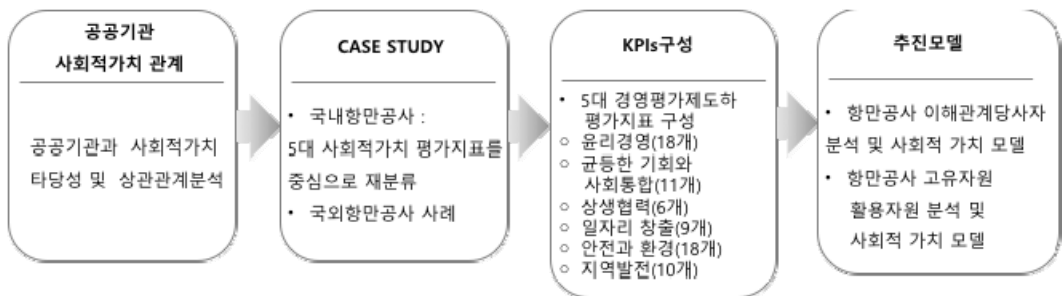 공공기관
사회적가치 관계
공공기관과 사회적가치
타당성 및 상관관계분석
CASE STUDY
• 국내항만공사 :
5대 사회적가치 평가지표를
중심으로 재분류
• 국외항만공사 사례
KPIs구성
• 5대 경영평가제도하
평가지표 구성
○ 윤리경영(18개)
○ 균등한 기회와
사회통합(11개)
○ 상생협력(6개)
○ 일자리 창출(9개)
○ 안전과 환경(18개)
○ 지역발전(10개)
추진모델
• 항만공사 이해관계당사자
분석 및 사회적 가치 모델
• 항만공사 고유자원
활용자원 분석 및
사회적 가치 모델